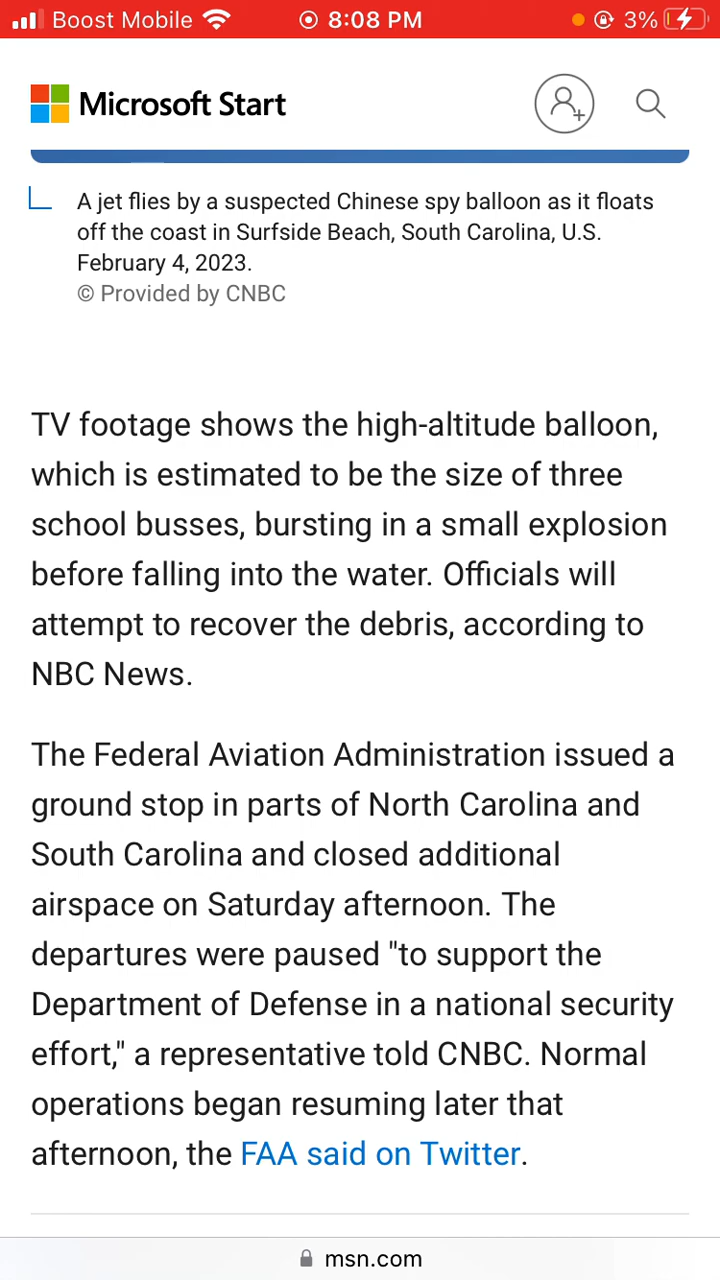 Boost Mobile 8:08 PM 3%
Microsoft Start
A jet flies by a suspected Chinese spy balloon as it floats
off the coast in Surfside Beach, South Carolina, U.S.
February 4, 2023.
© Provided by CNBC
TV footage shows the high-altitude balloon,
which is estimated to be the size of three
school busses, bursting in a small explosion
before falling into the water. Officials will
attempt to recover the debris, according to
NBC News.
The Federal Aviation Administration issued a
ground stop in parts of North Carolina and
South Carolina and closed additional
airspace on Saturday afternoon. The
departures were paused "to support the
Department of Defense in a national security
effort," a representative told CNBC. Normal
operations began resuming later that
afternoon, the FAA said on Twitter.
msn.com